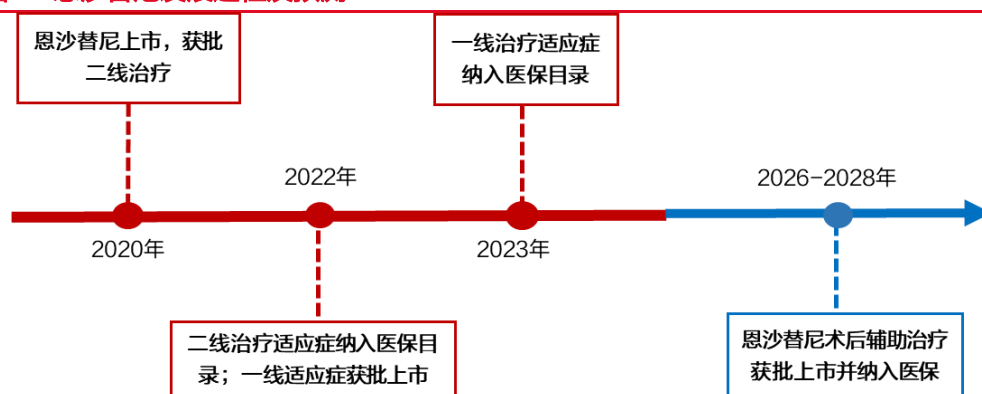 恩沙替尼上市，获批
二线治疗
一线治疗适应症
纳入医保目录
2022年
2026-2028年
2020年
2023年
二线治疗适应症纳入医保目
录；一线适应症获批上市
恩沙替尼术后辅助治疗
获批上市并纳入医保